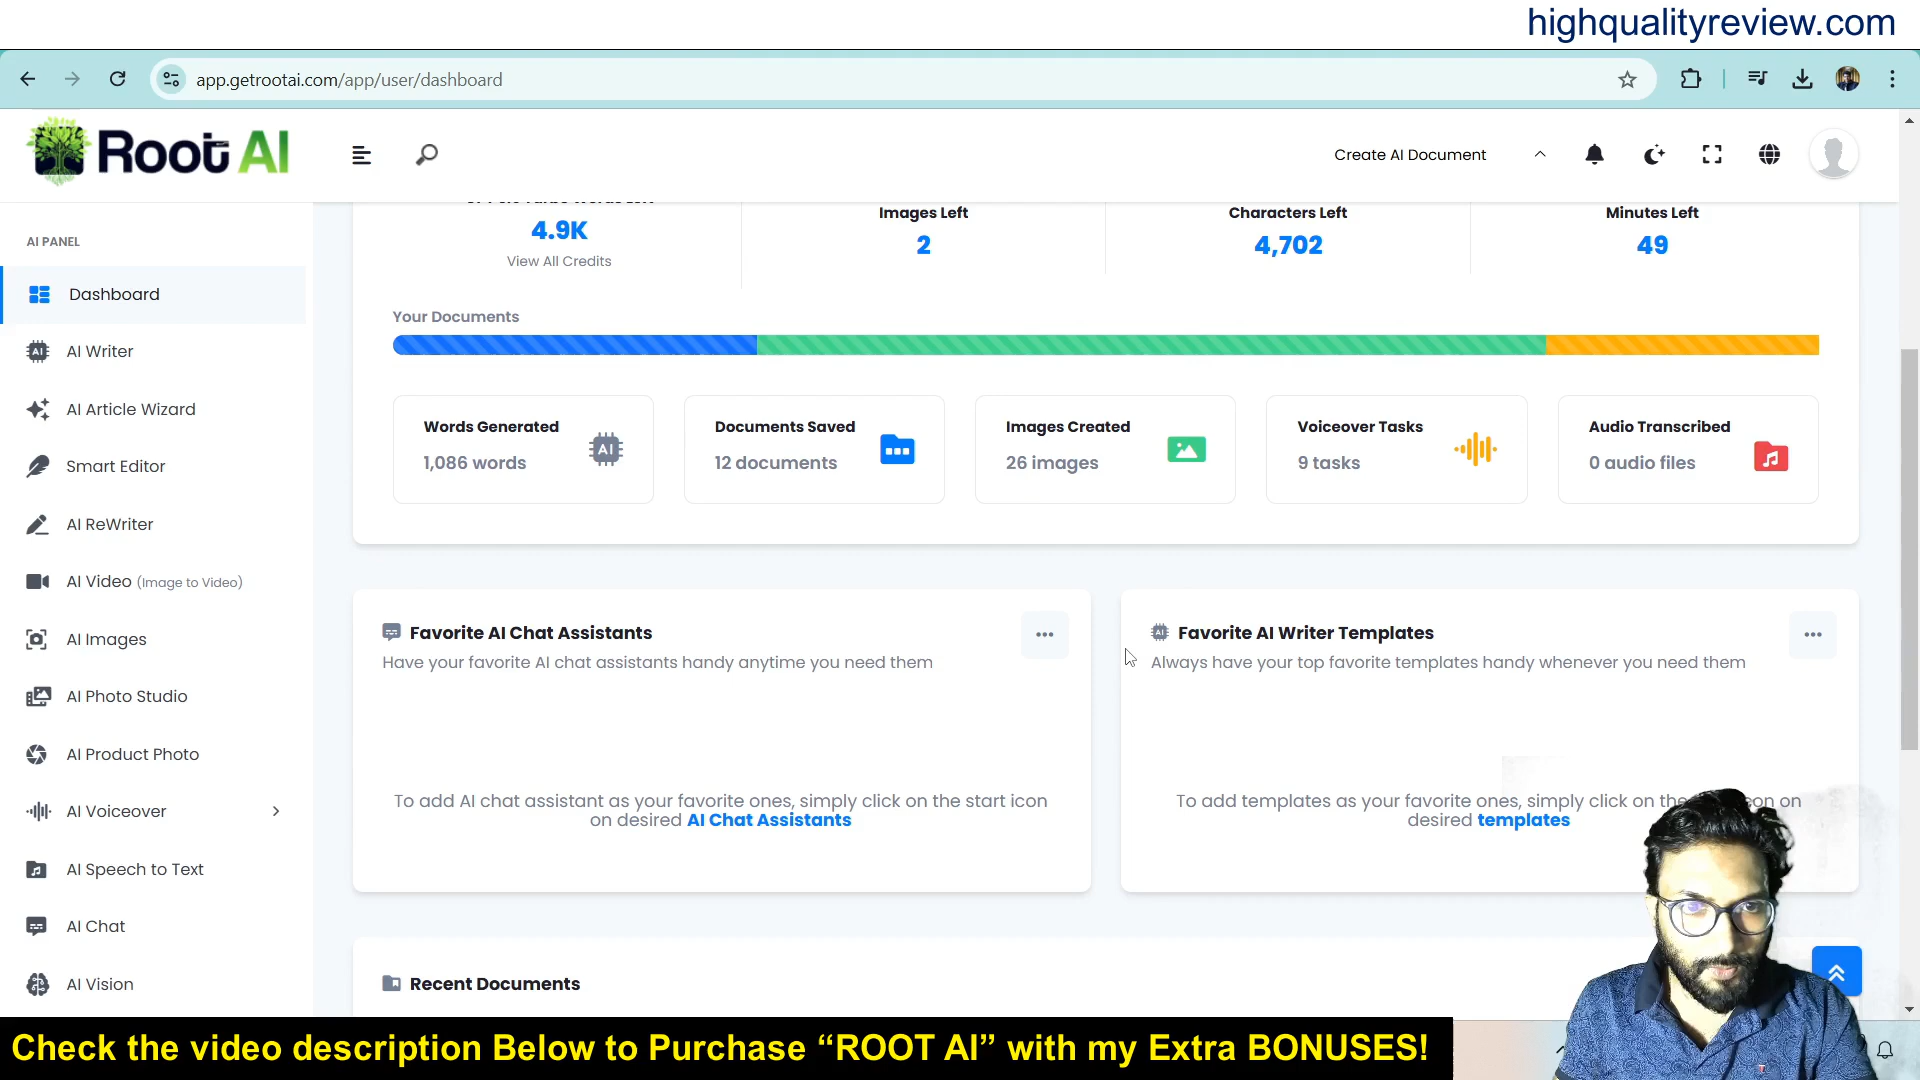 highqualityreview.com
app.getrootai.com/app/user/dashboard
Root AI
Create AI Document
AI PANEL
Dashboard
AI Writer
AI Article Wizard
Smart Editor
AI ReWriter
AI Video (Image to Video)
AI Images
AI Photo Studio
AI Product Photo
AI Voiceover
AI Speech to Text
AI Chat
AI Vision
4.9K
View All Credits
Images Left
2
Characters Left
4,702
Minutes Left
49
Your Documents
Words Generated
1,086 words
AI
Documents Saved
12 documents
Images Created
26 images
Voiceover Tasks
9 tasks
Audio Transcribed
0 audio files
Favorite AI Chat Assistants
Have your favorite AI chat assistants handy anytime you need them
To add AI chat assistant as your favorite ones, simply click on the start icon
on desired AI Chat Assistants
Favorite AI Writer Templates
Always have your top favorite templates handy whenever you need them
To add templates as your favorite ones, simply click on the on
desired templates
Recent Documents
Check the video description Below to Purchase “ROOT AI” with my Extra BONUSES!